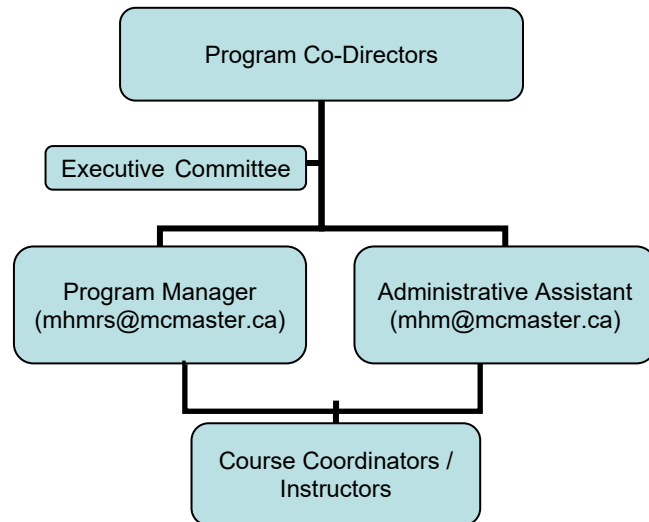 Program Co-Directors
Executive Committee
Program Manager
(mhmrs@mcmaster.ca)
Administrative Assistant
(mhm@mcmaster.ca)
Course Coordinators /
Instructors